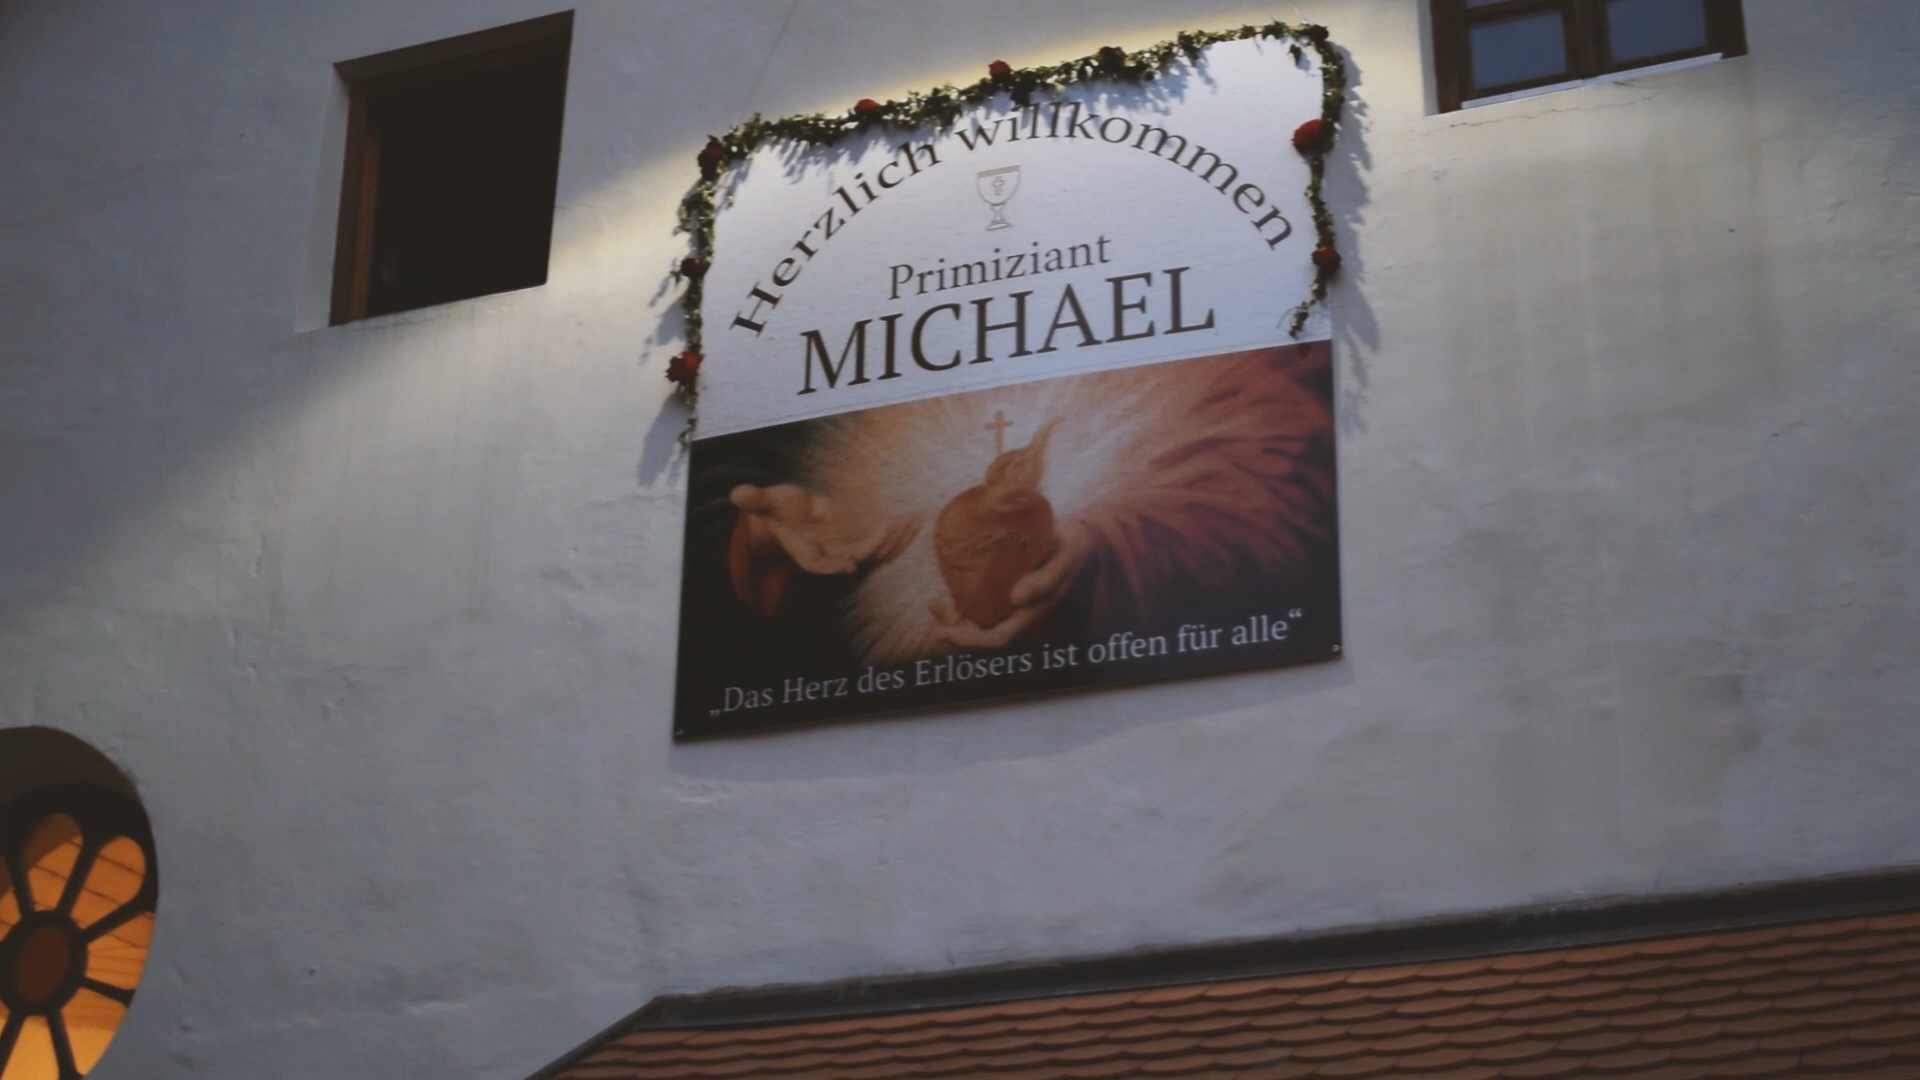 Herzlich willkommen
Primiziant
MICHAEL
„Das Herz des Erlösers ist offen für alle“